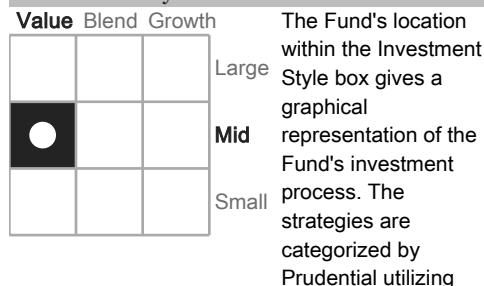 Value Blend Growth
Large
Mid
Small
The Fund's location
within the Investment
Style box gives a
graphical
representation of the
Fund's investment
process. The
strategies are
categorized by
Prudential utilizing